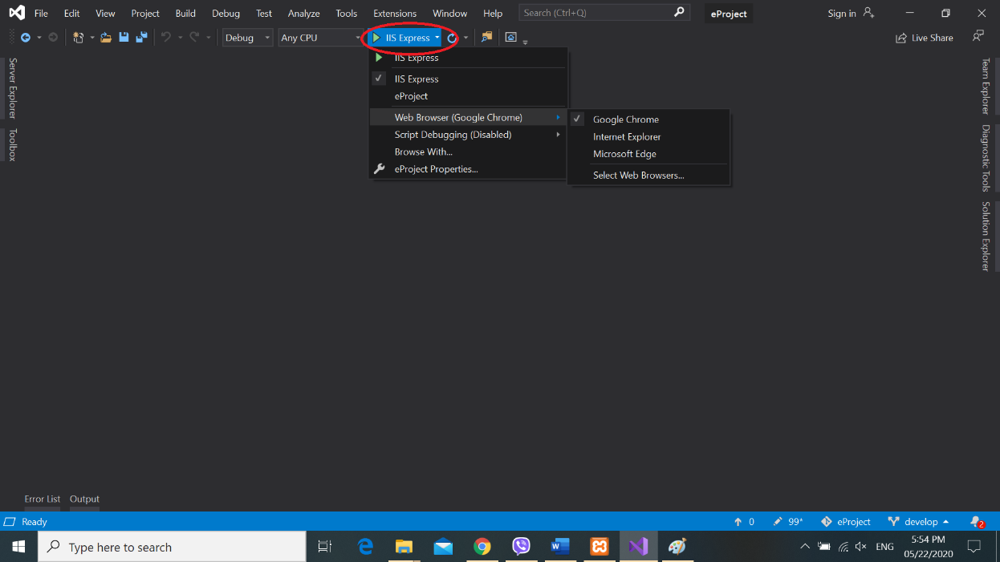 File Edit View Project Build Debug Test Analyze Tools Extensions Window Help Search (Ctrl+Q) eProject Sign in
Debug Any CPU IIS Express Live Share
Server Explorer
Toolbox
IIS Express
IIS Express
eProject
Web Browser (Google Chrome)
Script Debugging (Disabled)
Browse With...
eProject Properties...
Google Chrome
Internet Explorer
Microsoft Edge
Select Web Browsers...
Team Explorer
Diagnostic Tools
Solution Explorer
Error List Output
Ready 0 99* eProject develop 2
Type here to search ENG 5:54 PM
05/22/2020